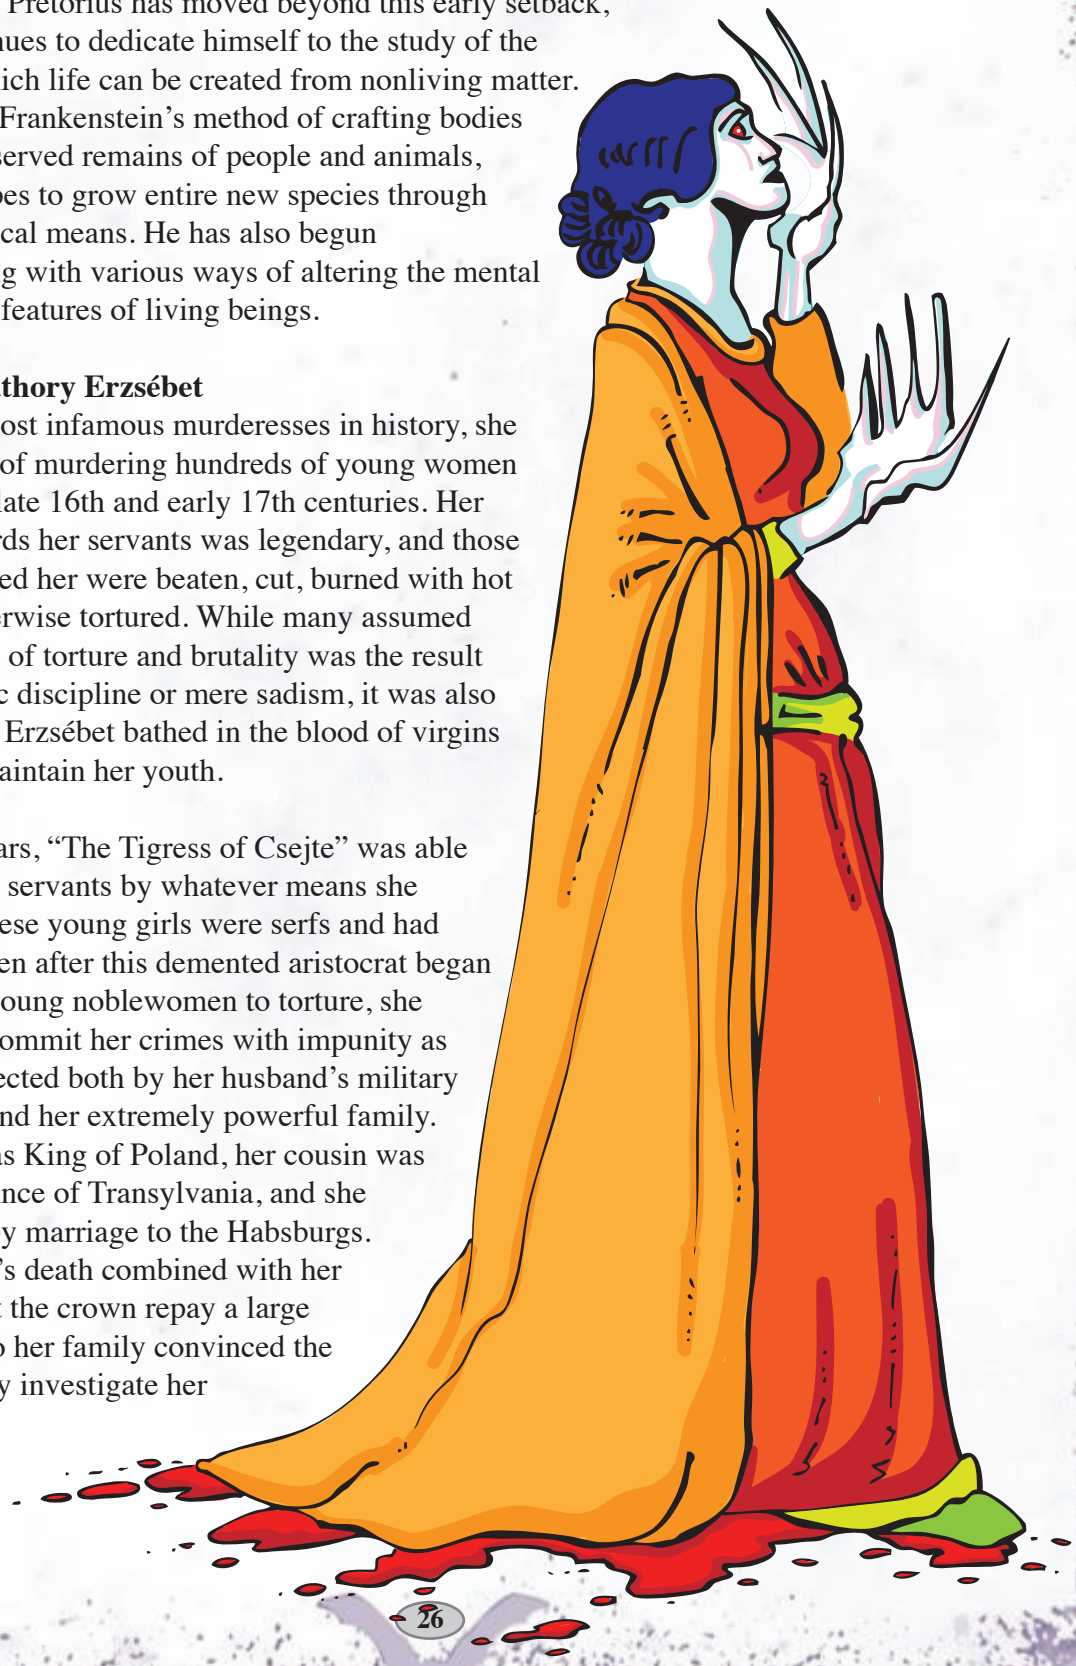 Pretorius has moved beyond this early setback,
nues to dedicate himself to the study of the
ich life can be created from nonliving matter.
Frankenstein’s method of crafting bodies
served remains of people and animals,
es to grow entire new species through
cal means. He has also begun
g with various ways of altering the mental
features of living beings.
thory Erzsébet
ost infamous murderesses in history, she
of murdering hundreds of young women
late 16th and early 17th centuries. Her
rds her servants was legendary, and those
ed her were beaten, cut, burned with hot
erwise tortured. While many assumed
of torture and brutality was the result
c discipline or mere sadism, it was also
Erzsébet bathed in the blood of virgins
aintain her youth.
ars, “The Tigress of Csejte” was able
servants by whatever means she
ese young girls were serfs and had
en after this demented aristocrat began
oung noblewomen to torture, she
ommit her crimes with impunity as
ected both by her husband’s military
nd her extremely powerful family.
as King of Poland, her cousin was
nce of Transylvania, and she
y marriage to the Habsburgs.
’s death combined with her
t the crown repay a large
o her family convinced the
y investigate her
26